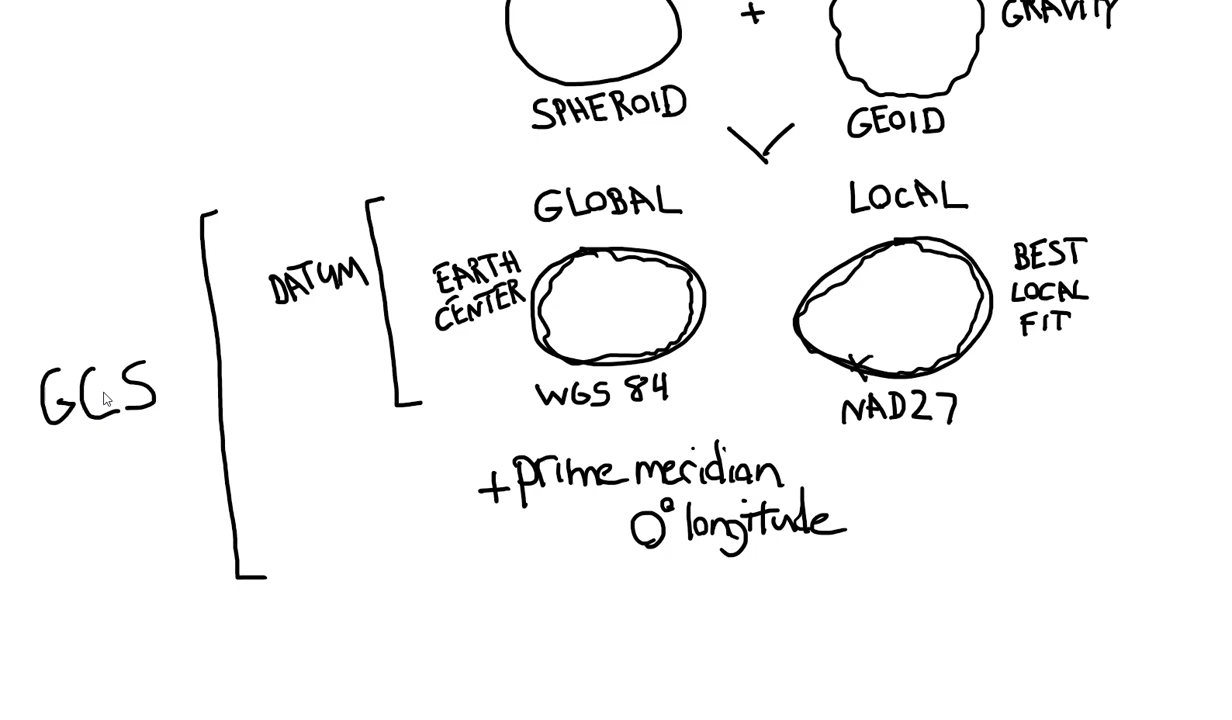 +
GRAVITY
SPHEROID
GEOID
GLOBAL
LOCAL
DATUM
EARTH
CENTER
BEST
LOCAL
FIT
GCS
WGS 84
NAD27
+prime meridian
0° longitude